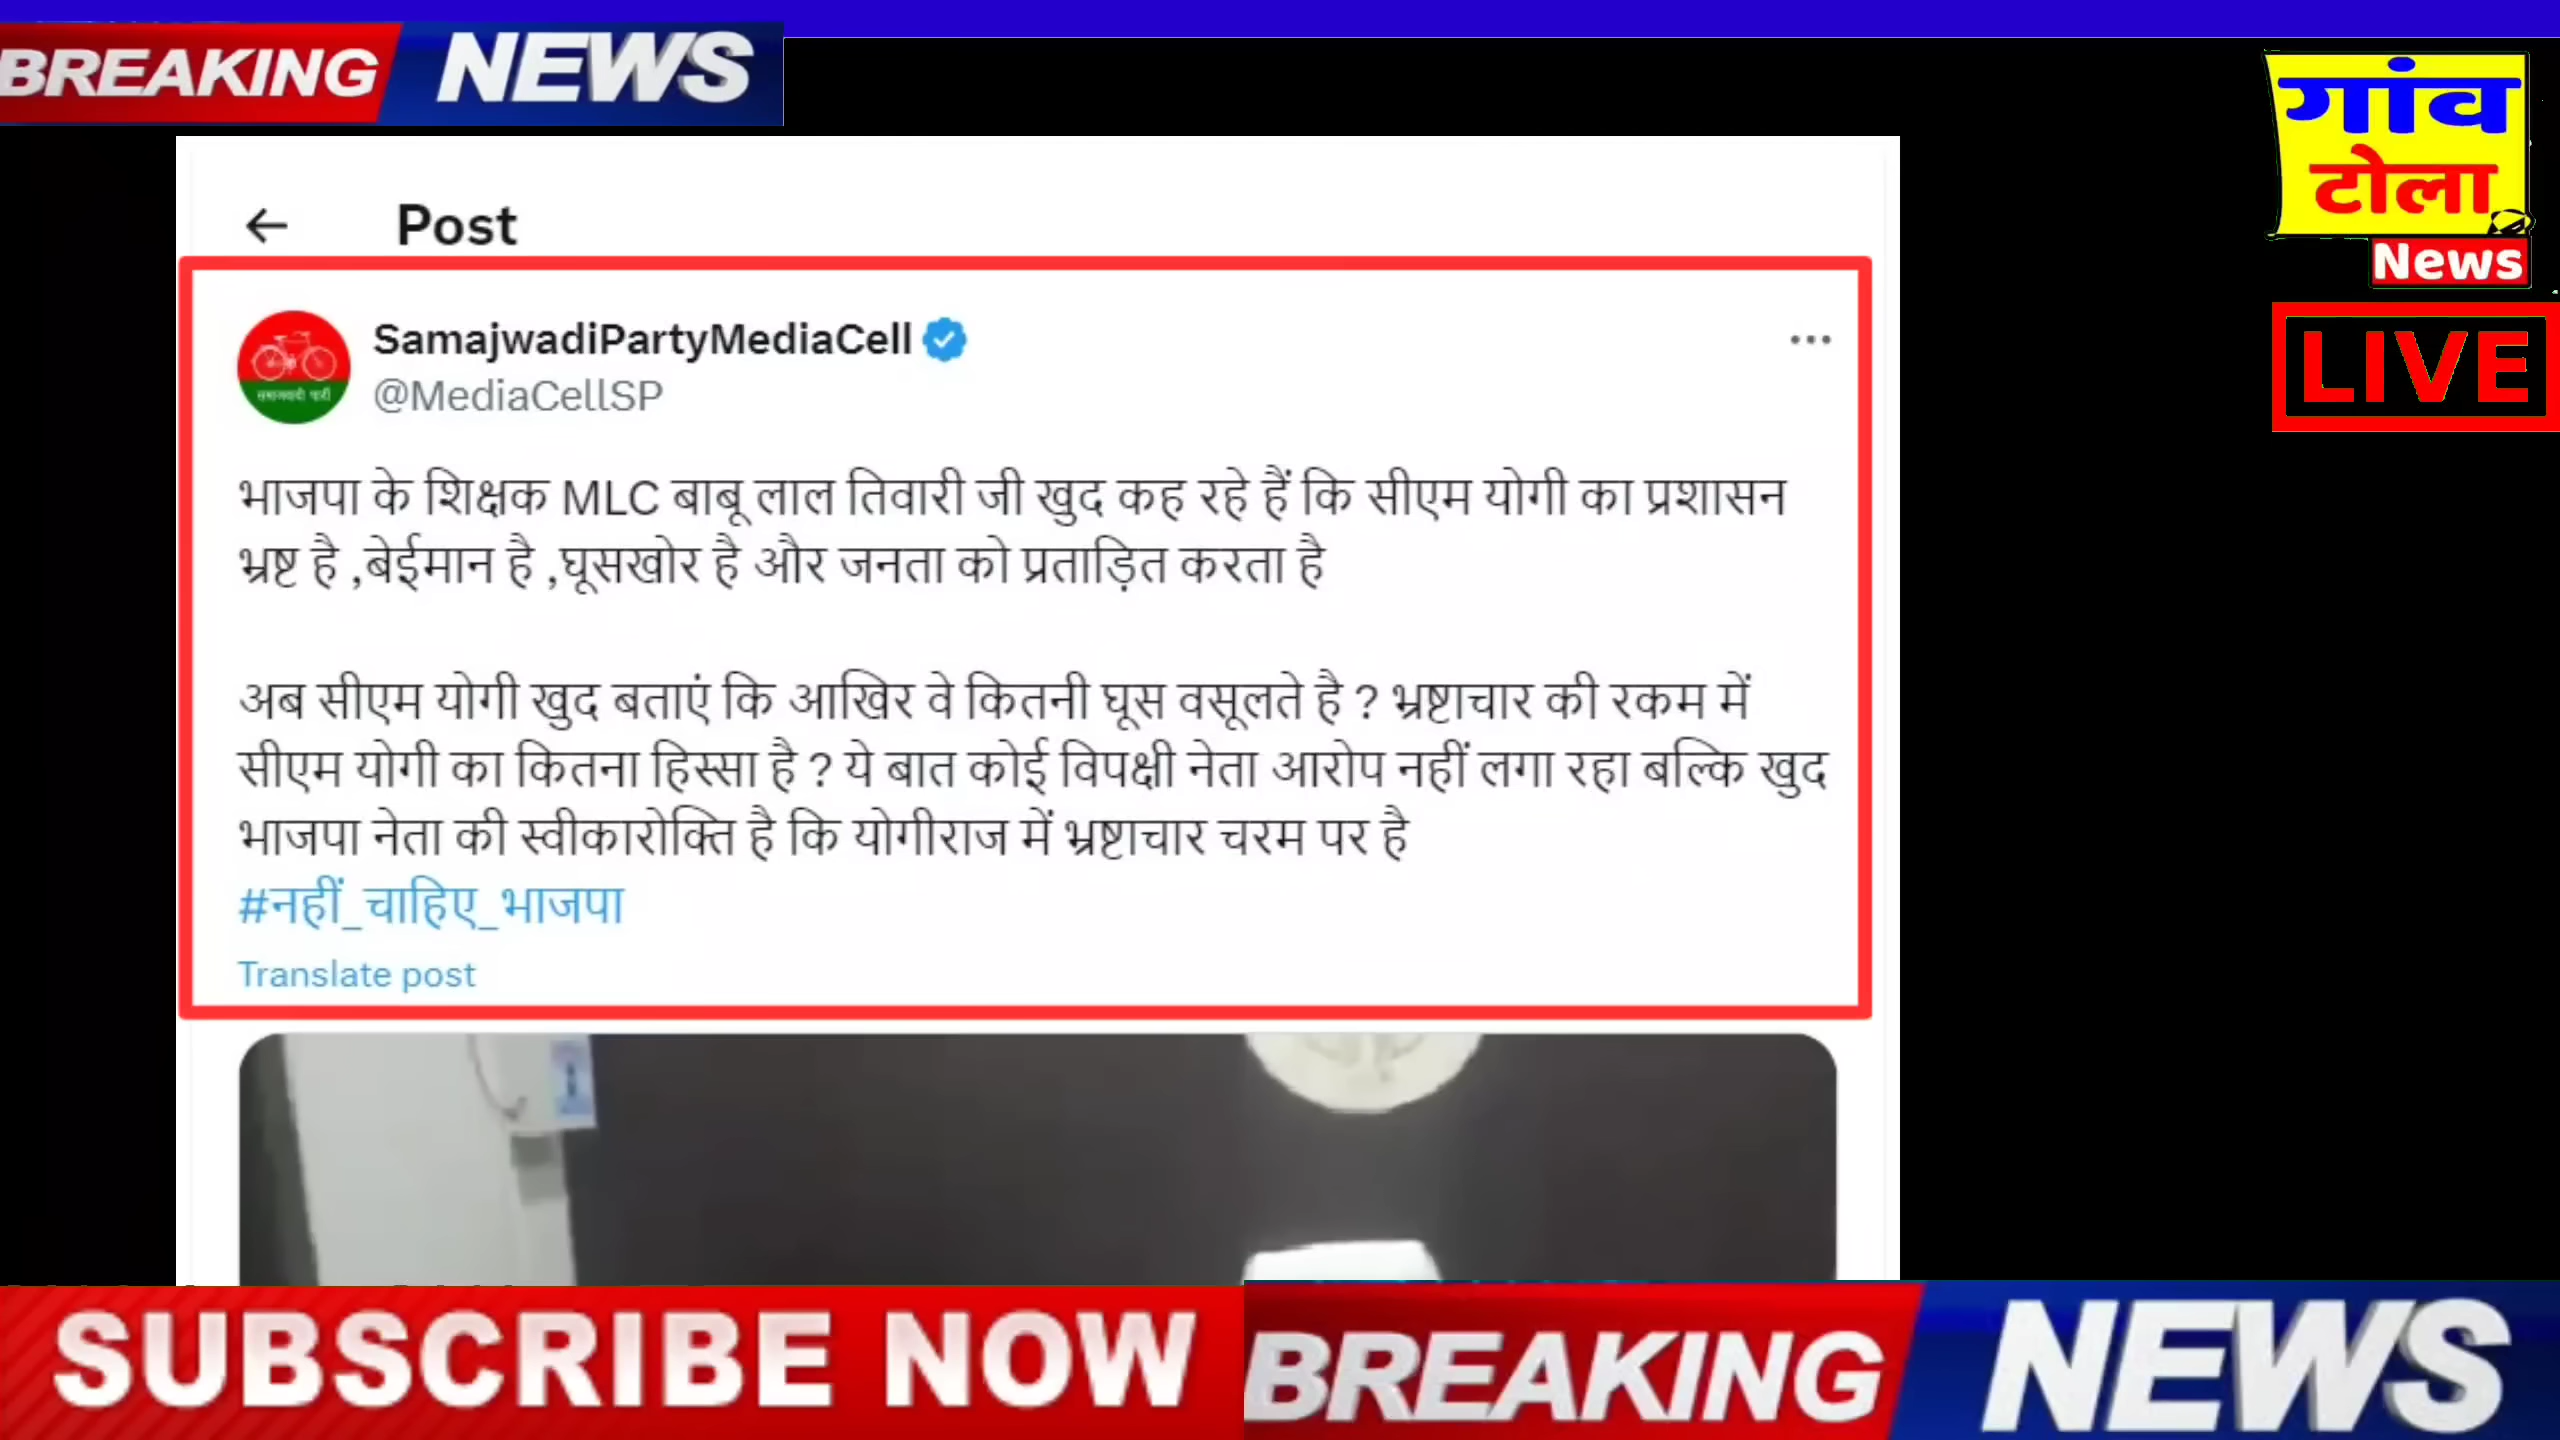 BREAKING NEWS
गांव
टोला
News
LIVE
Post
SamajwadiPartyMediaCell
@MediaCellSP
समाजवादी पार्टी
भाजपा के शिक्षक MLC बाबू लाल तिवारी जी खुद कह रहे हैं कि सीएम योगी का प्रशासन
भ्रष्ट है ,बेईमान है ,घूसखोर है और जनता को प्रताड़ित करता है
अब सीएम योगी खुद बताएं कि आखिर वे कितनी घूस वसूलते है ? भ्रष्टाचार की रकम में
सीएम योगी का कितना हिस्सा है ? ये बात कोई विपक्षी नेता आरोप नहीं लगा रहा बल्कि खुद
भाजपा नेता की स्वीकारोक्ति है कि योगीराज में भ्रष्टाचार चरम पर है
#नहीं_चाहिए_भाजपा
Translate post
SUBSCRIBE NOW
BREAKING NEWS